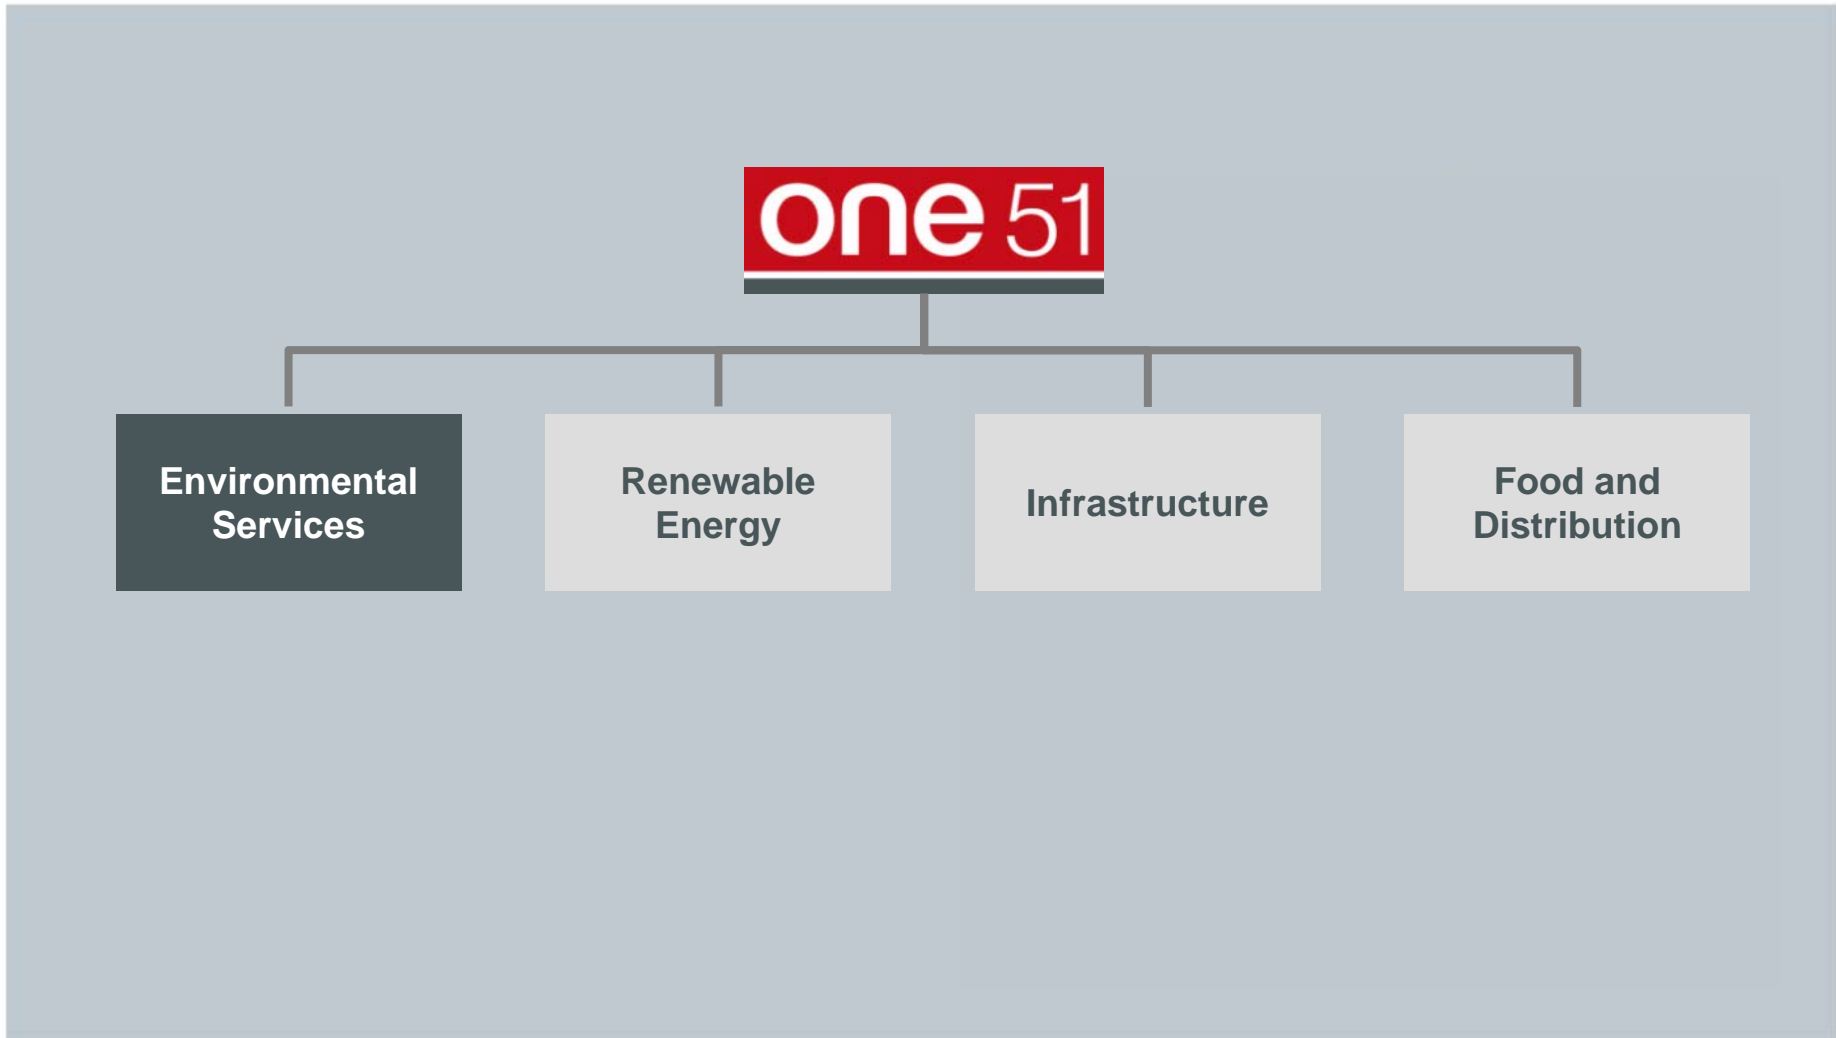 one 51
Environmental
Services
Renewable
Energy
Infrastructure
Food and
Distribution